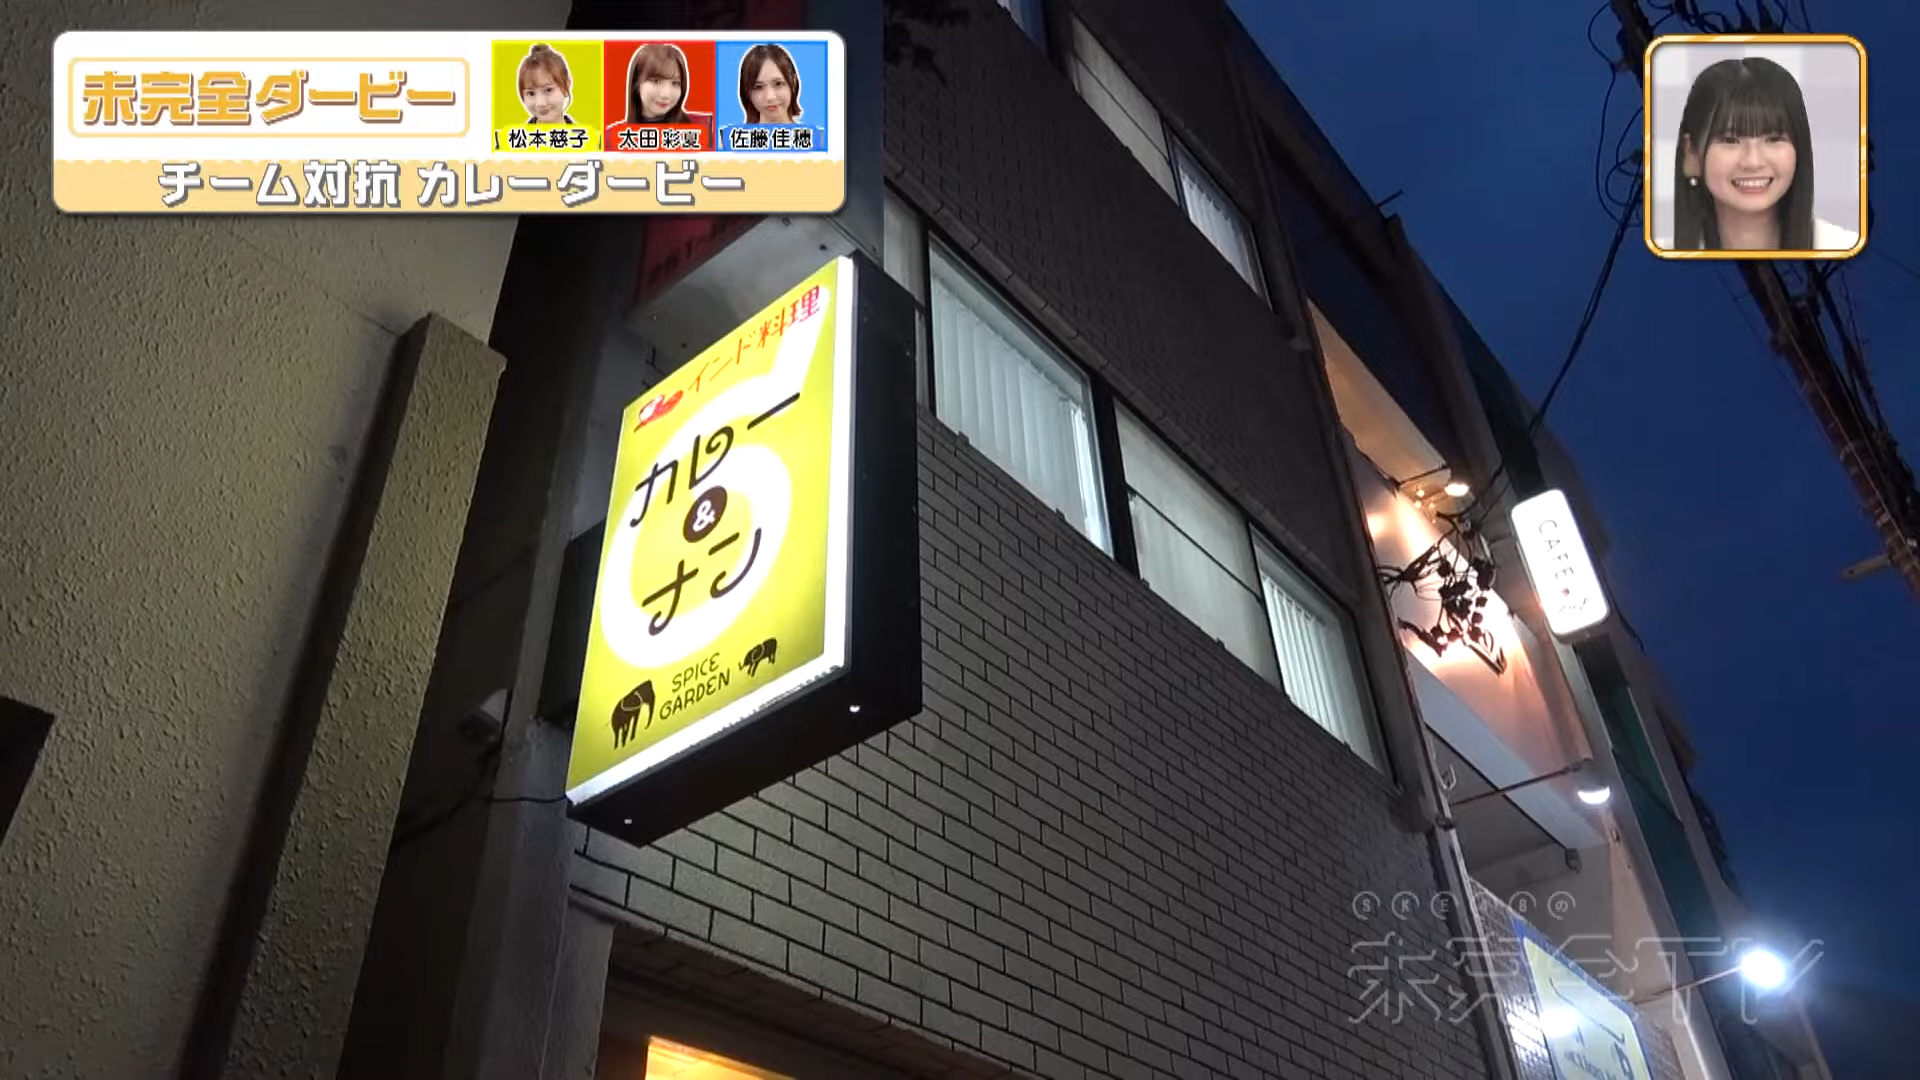 未完全ダービー
松本慈子
太田彩夏
佐藤佳穂
チーム対抗 カレーダービー
インド料理
カレー
&
ナン
SPICE
GARDEN
CAFE
SKE48の
未完全TV